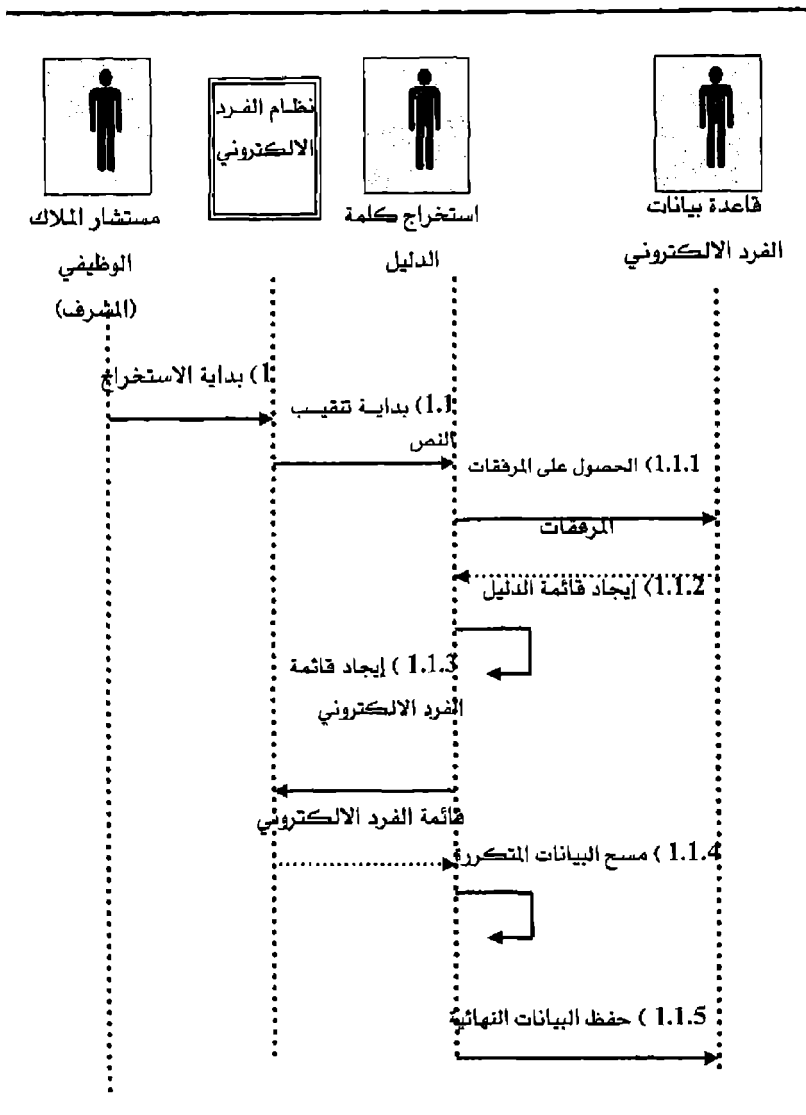 نظام الفرد
الالكتروني
مستشار الملاك
الوظيفي
(المشرف)
استخراج كلمة
الدليل
قاعدة بيانات
الفرد الالكتروني
1) بداية الاستخراج
1.1) بداية تنقيب
النص
1.1.1) الحصول على المرفقات
المرفقات
1.1.2) إيجاد قائمة الدليل
1.1.3 ) إيجاد قائمة
الفرد الالكتروني
قائمة الفرد الالكتروني
1.1.4 ) مسح البيانات المتكررة
1.1.5 ) حفظ البيانات النهائية